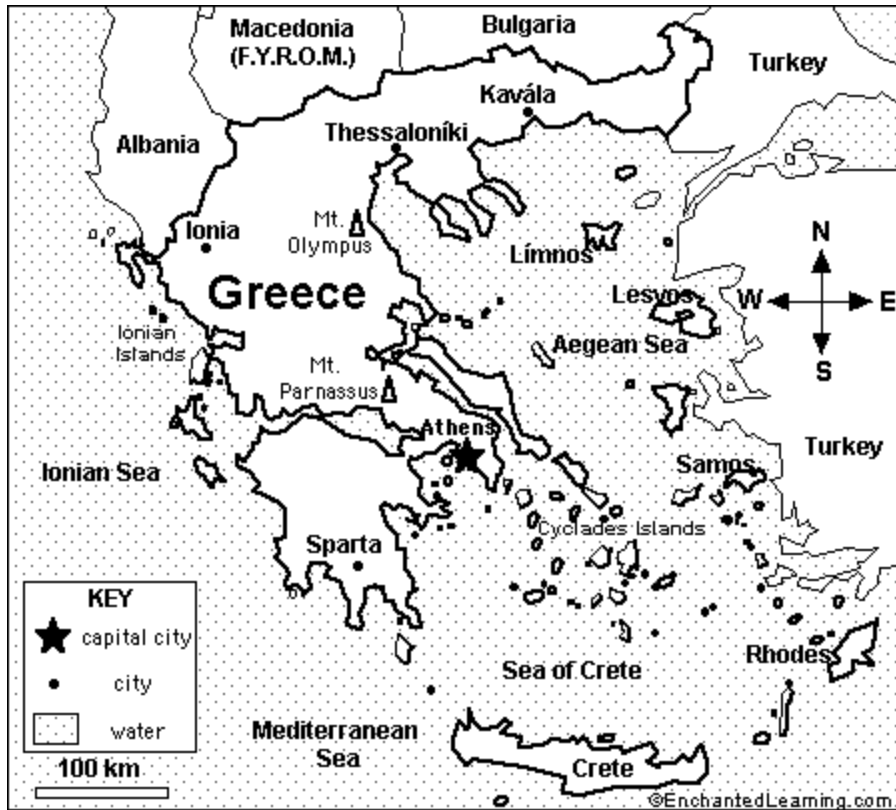 Macedonia
(F.Y.R.O.M.)
Bulgaria
Turkey
Kavála
Albania
Thessaloníki
Ionia
Mt.
Olympus
Límnos
N
W
E
S
Greece
Lesvos
Ionian
Islands
Aegean Sea
Mt.
Parnassus
Athens
Turkey
Ionian Sea
Samos
Cyclades Islands
Sparta
KEY
capital city
city
water
100 km
Rhodes
Sea of Crete
Mediterranean
Sea
Crete
©EnchantedLearning.com